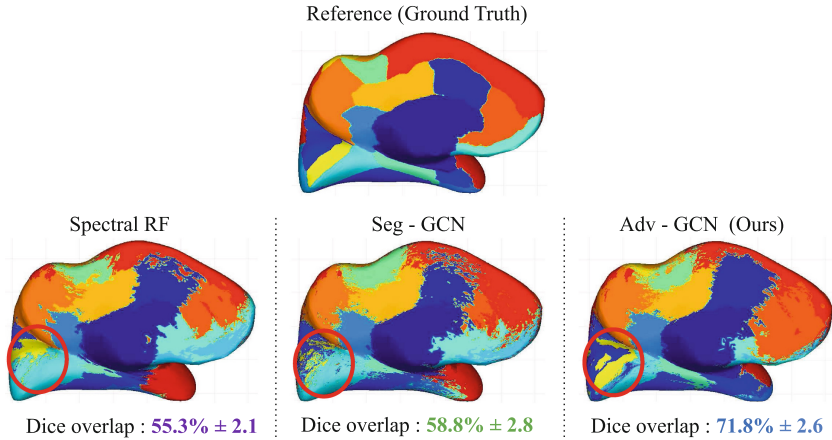 Reference (Ground Truth)
Spectral RF
Seg - GCN
Adv - GCN (Ours)
Dice overlap : 55.3% ± 2.1
Dice overlap : 58.8% ± 2.8
Dice overlap : 71.8% ± 2.6